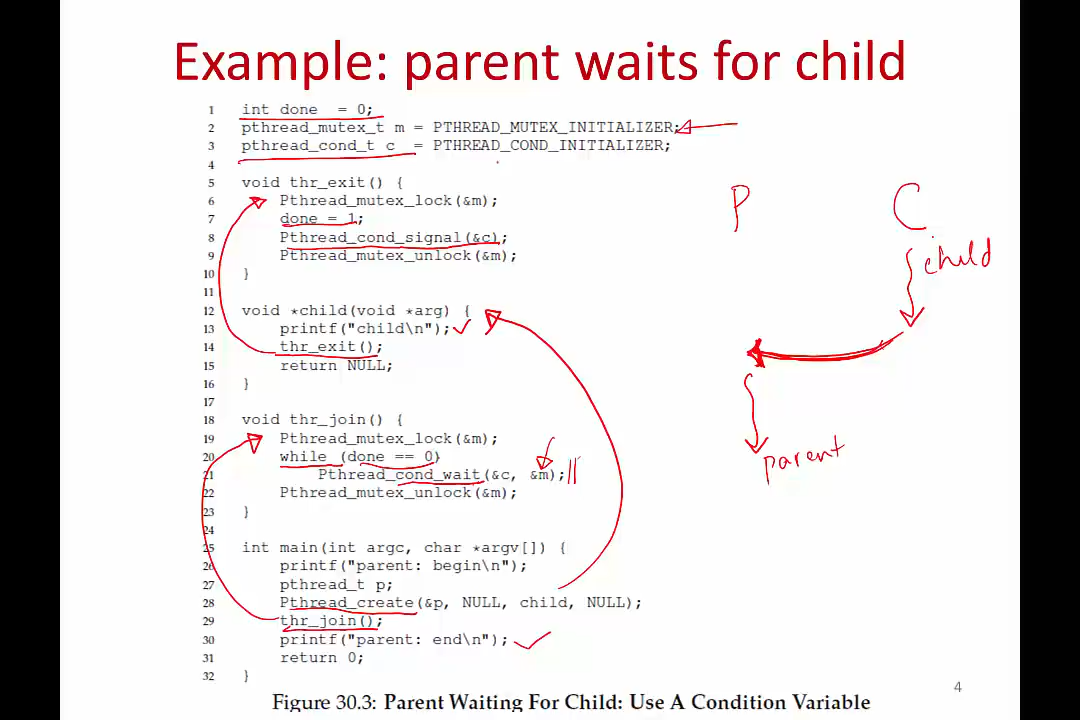 Example: parent waits for child
1 int done = 0;
2 pthread_mutex_t m = PTHREAD_MUTEX_INITIALIZER;
3 pthread_cond_t c = PTHREAD_COND_INITIALIZER;
4
5 void thr_exit() {
6 Pthread_mutex_lock(&m);
7 done = 1;
8 Pthread_cond_signal(&c);
9 Pthread_mutex_unlock(&m);
10 }
11
12 void *child(void *arg) {
13 printf("child\n");
14 thr_exit();
15 return NULL;
16 }
17
18 void thr_join() {
19 Pthread_mutex_lock(&m);
20 while (done == 0)
21 Pthread_cond_wait(&c, &m);
22 Pthread_mutex_unlock(&m);
23 }
24
25 int main(int argc, char *argv[]) {
26 printf("parent: begin\n");
27 pthread_t p;
28 Pthread_create(&p, NULL, child, NULL);
29 thr_join();
30 printf("parent: end\n");
31 return 0;
32 }
P C
child
parent
Figure 30.3: Parent Waiting For Child: Use A Condition Variable
4